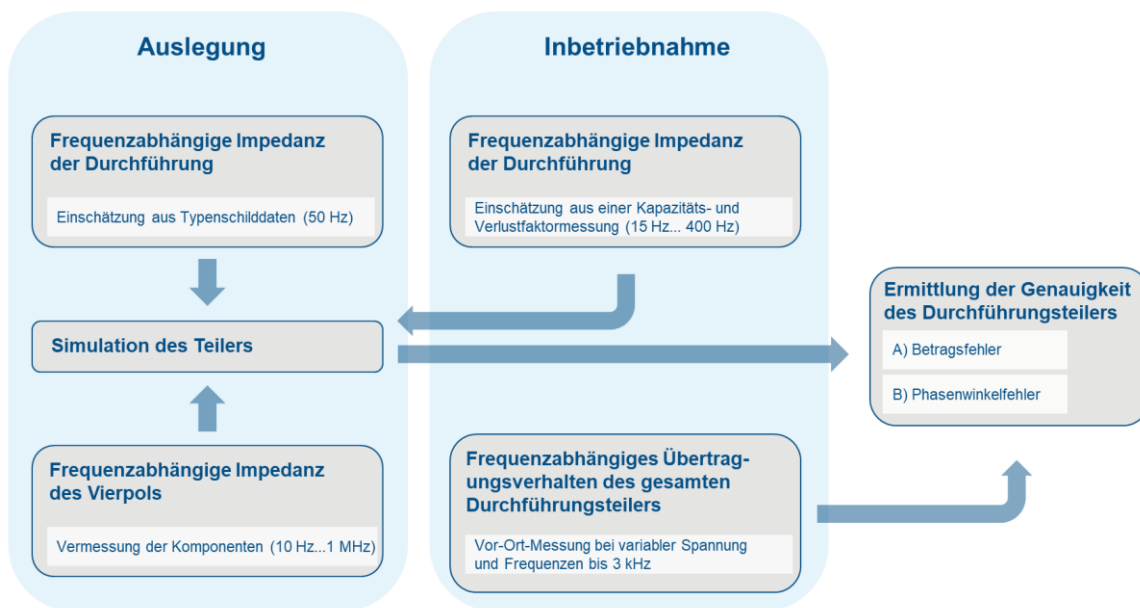 Auslegung
Frequenzabhängige Impedanz
der Durchführung
Einschätzung aus Typenschilddaten (50 Hz)
Simulation des Teilers
Frequenzabhängige Impedanz
des Vierpols
Vermessung der Komponenten (10 Hz...1 MHz)
Inbetriebnahme
Frequenzabhängige Impedanz
der Durchführung
Einschätzung aus einer Kapazitäts- und
Verlustfaktormessung (15 Hz... 400 Hz)
Frequenzabhängiges Übertrag-
ungsverhalten des gesamten
Durchführungsteilers
Vor-Ort-Messung bei variabler Spannung
und Frequenzen bis 3 kHz
Ermittlung der Genauigkeit
des Durchführungsteilers
A) Betragsfehler
B) Phasenwinkelfehler